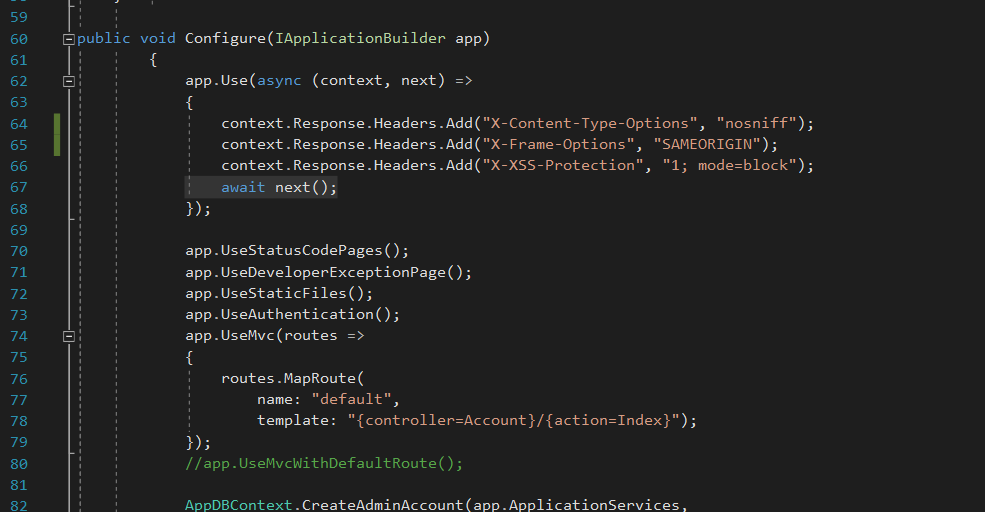 59
60 public void Configure(IApplicationBuilder app)
61 {
62 app.Use(async (context, next) =>
63 {
64 context.Response.Headers.Add("X-Content-Type-Options", "nosniff");
65 context.Response.Headers.Add("X-Frame-Options", "SAMEORIGIN");
66 context.Response.Headers.Add("X-XSS-Protection", "1; mode=block");
67 await next();
68 });
69
70 app.UseStatusCodePages();
71 app.UseDeveloperExceptionPage();
72 app.UseStaticFiles();
73 app.UseAuthentication();
74 app.UseMvc(routes =>
75 {
76 routes.MapRoute(
77 name: "default",
78 template: "{controller=Account}/{action=Index}");
79 });
80 //app.UseMvcWithDefaultRoute();
81
82 AppDBContext.CreateAdminAccount(app.ApplicationServices,